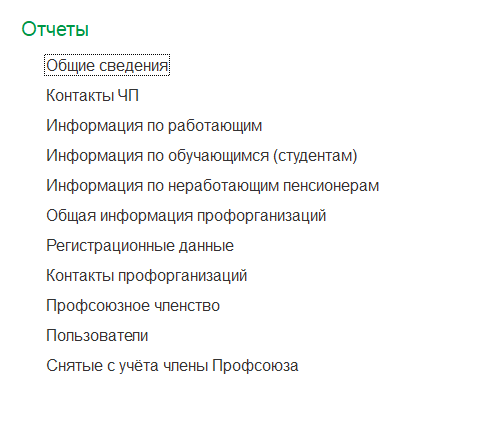 Отчеты
Общие сведения
Контакты ЧП
Информация по работающим
Информация по обучающимся (студентам)
Информация по неработающим пенсионерам
Общая информация профорганизаций
Регистрационные данные
Контакты профорганизаций
Профсоюзное членство
Пользователи
Снятые с учёта члены Профсоюза